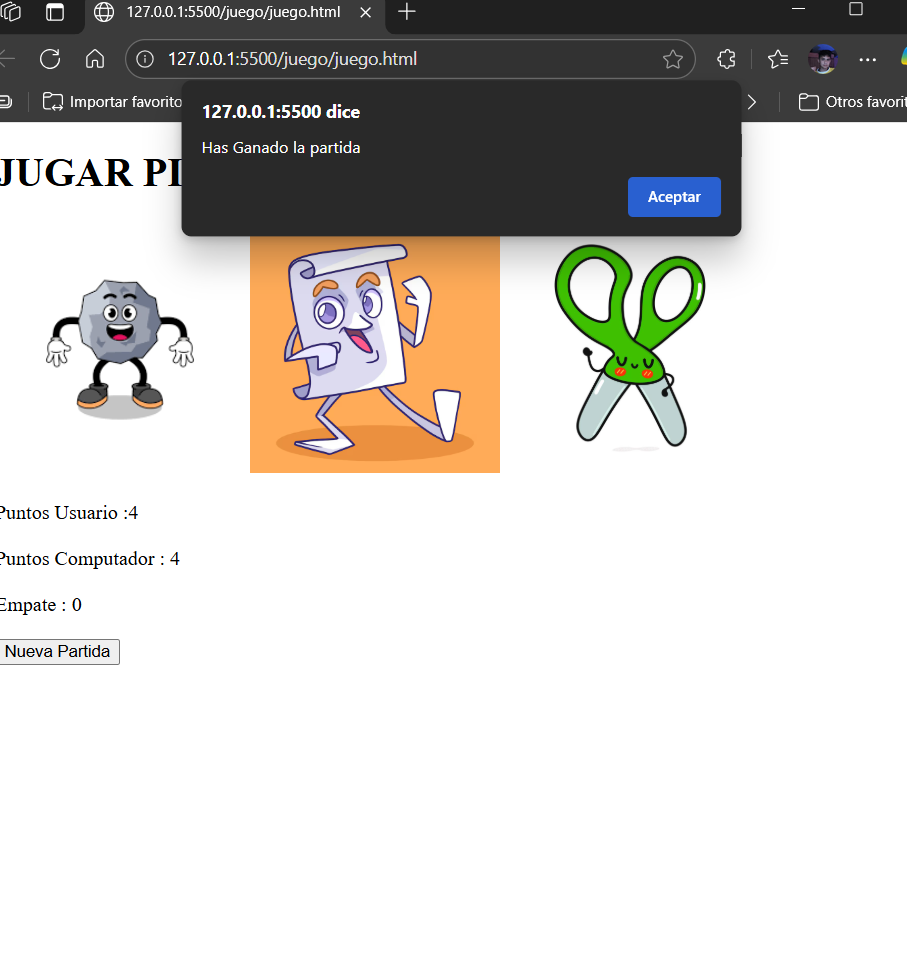 127.0.0.1:5500/juego/juego.html
127.0.0.1:5500/juego/juego.html
Importar favorito
Otros favorit
127.0.0.1:5500 dice
Has Ganado la partida
Aceptar
JUGAR PI
Puntos Usuario :4
Puntos Computador : 4
Empate : 0
Nueva Partida